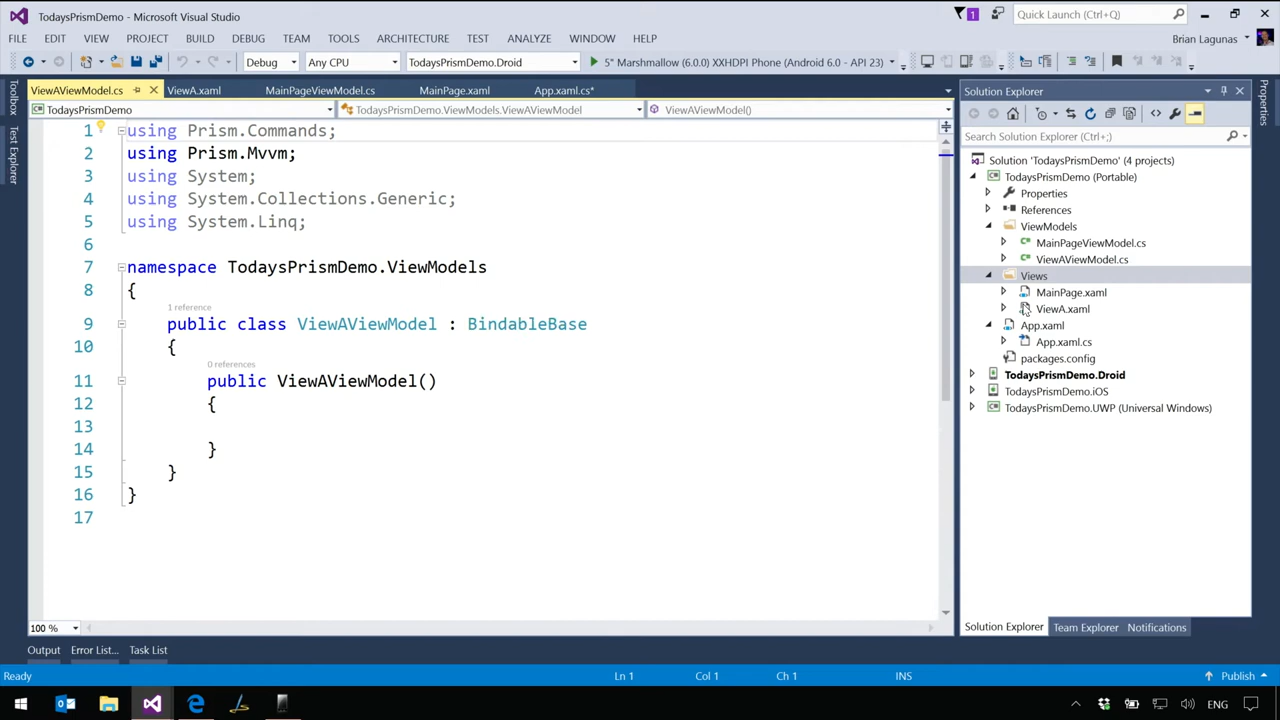 TodaysPrismDemo - Microsoft Visual Studio
1
Quick Launch (Ctrl+Q)
FILE EDIT VIEW PROJECT BUILD DEBUG TEAM TOOLS ARCHITECTURE TEST ANALYZE WINDOW HELP
Brian Lagunas
Debug Any CPU TodaysPrismDemo.Droid 5" Marshmallow (6.0.0) XXHDPI Phone (Android 6.0 - API 23)
Toolbox
Test Explorer
ViewAViewModel.cs ViewA.xaml MainPageViewModel.cs MainPage.xaml App.xaml.cs*
TodaysPrismDemo TodaysPrismDemo.ViewModels.ViewAViewModel ViewAViewModel()
1 using Prism.Commands;
2 using Prism.Mvvm;
3 using System;
4 using System.Collections.Generic;
5 using System.Linq;
6
7 namespace TodaysPrismDemo.ViewModels
8 {
1 reference
9 public class ViewAViewModel : BindableBase
10 {
0 references
11 public ViewAViewModel()
12 {
13
14 }
15 }
16 }
17
100 %
Solution Explorer
Search Solution Explorer (Ctrl+;)
Solution 'TodaysPrismDemo' (4 projects)
TodaysPrismDemo (Portable)
Properties
References
ViewModels
MainPageViewModel.cs
ViewAViewModel.cs
Views
MainPage.xaml
ViewA.xaml
App.xaml
App.xaml.cs
packages.config
TodaysPrismDemo.Droid
TodaysPrismDemo.iOS
TodaysPrismDemo.UWP (Universal Windows)
Solution Explorer Team Explorer Notifications
Properties
Output Error List... Task List
Ready Ln 1 Col 1 Ch 1 INS Publish
ENG